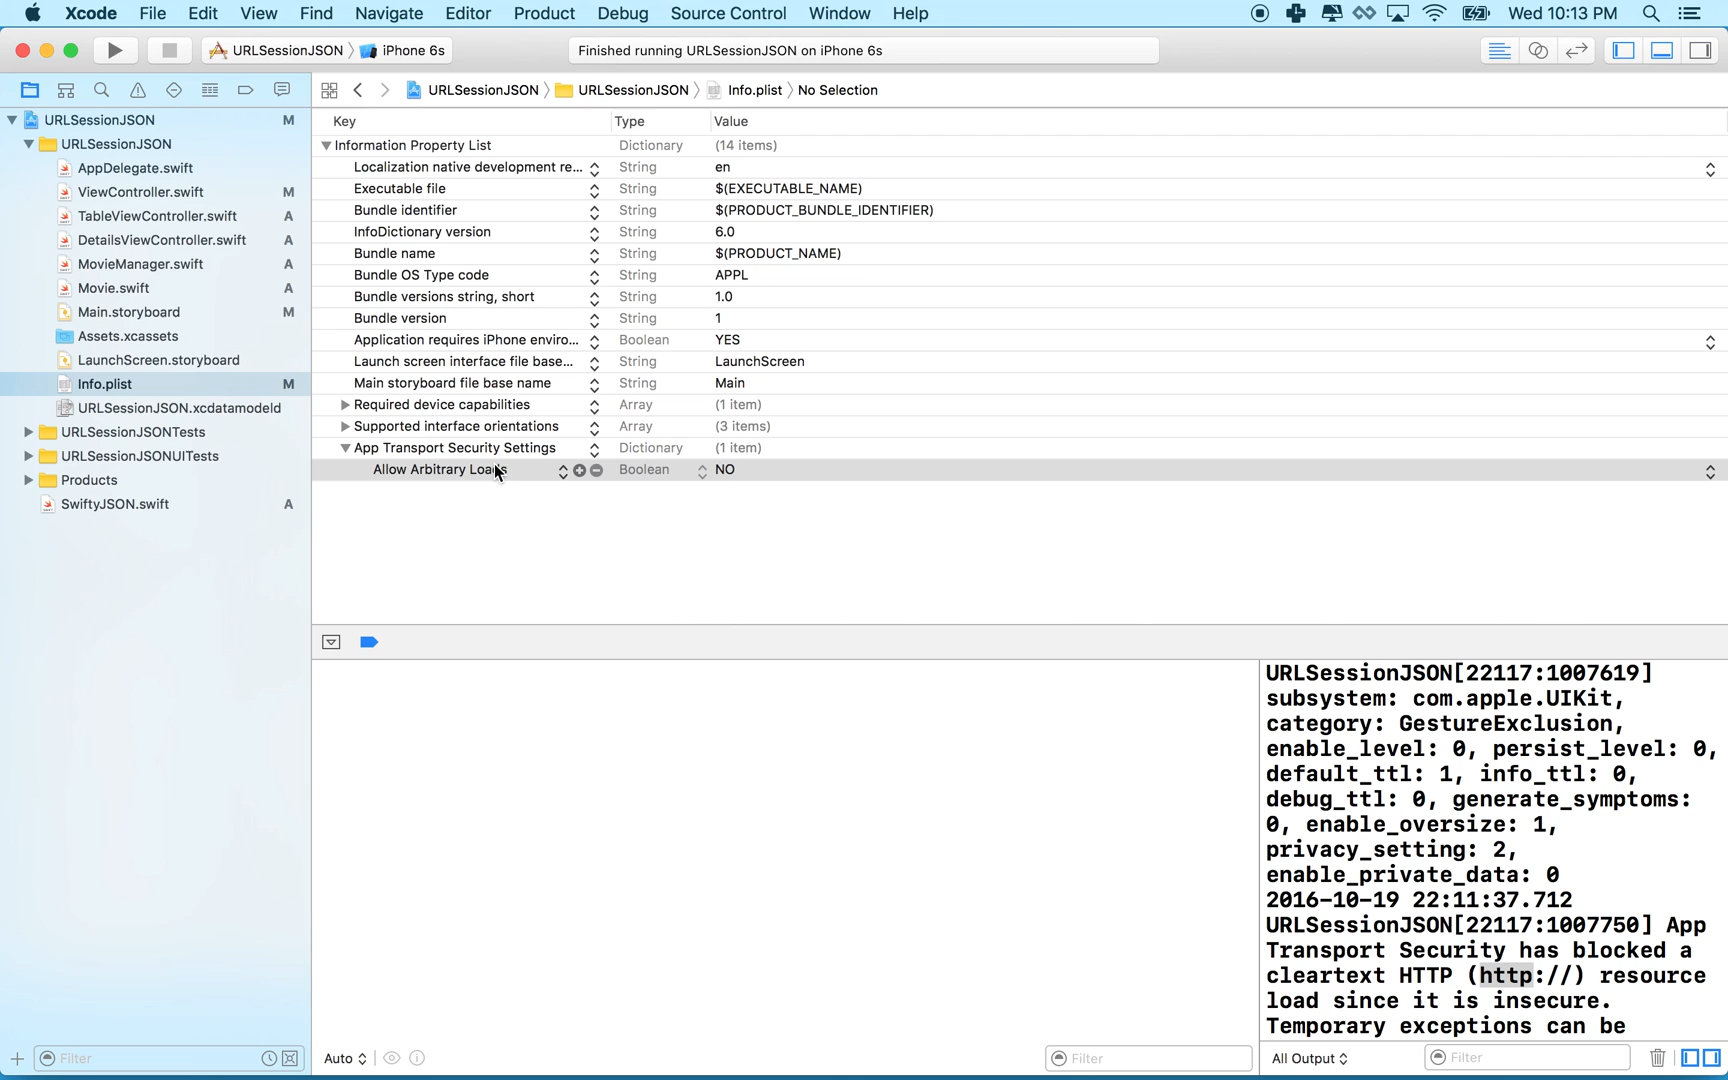 Xcode File Edit View Find Navigate Editor Product Debug Source Control Window Help Wed 10:13 PM
URLSessionJSON iPhone 6s Finished running URLSessionJSON on iPhone 6s
URLSessionJSON URLSessionJSON Info.plist No Selection
URLSessionJSON M
URLSessionJSON
AppDelegate.swift
ViewController.swift M
TableViewController.swift A
DetailsViewController.swift A
MovieManager.swift A
Movie.swift A
Main.storyboard M
Assets.xcassets
LaunchScreen.storyboard
Info.plist M
URLSessionJSON.xcdatamodeld
URLSessionJSONTests
URLSessionJSONUITests
Products
SwiftyJSON.swift A
Filter
Key Type Value
Information Property List Dictionary (14 items)
Localization native development re... String en
Executable file String $(EXECUTABLE_NAME)
Bundle identifier String $(PRODUCT_BUNDLE_IDENTIFIER)
InfoDictionary version String 6.0
Bundle name String $(PRODUCT_NAME)
Bundle OS Type code String APPL
Bundle versions string, short String 1.0
Bundle version String 1
Application requires iPhone enviro... Boolean YES
Launch screen interface file base... String LaunchScreen
Main storyboard file base name String Main
Required device capabilities Array (1 item)
Supported interface orientations Array (3 items)
App Transport Security Settings Dictionary (1 item)
Allow Arbitrary Loads Boolean NO
Auto Filter
URLSessionJSON[22117:1007619]
subsystem: com.apple.UIKit,
category: GestureExclusion,
enable_level: 0, persist_level: 0,
default_ttl: 1, info_ttl: 0,
debug_ttl: 0, generate_symptoms:
0, enable_oversize: 1,
privacy_setting: 2,
enable_private_data: 0
2016-10-19 22:11:37.712
URLSessionJSON[22117:1007750] App
Transport Security has blocked a
cleartext HTTP (http://) resource
load since it is insecure.
Temporary exceptions can be
All Output Filter